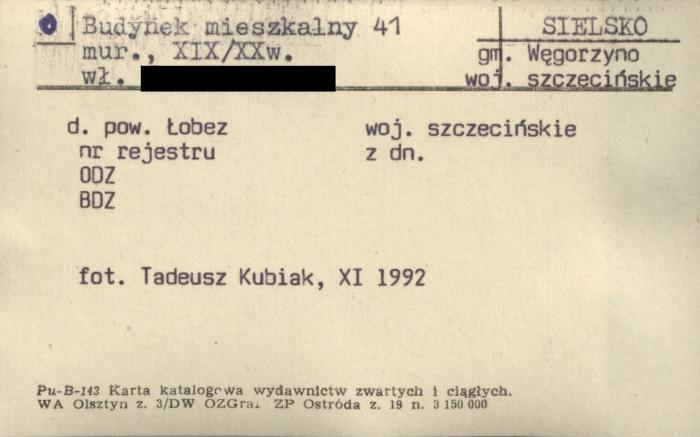 Budynek mieszkalny 41
mur., XIX/XXw.
wł.
SIELSKO
gm. Węgorzyno
woj. szczecińskie
d. pow. Łobez woj. szczecińskie
nr rejestru z dn.
ODZ
BDZ
fot. Tadeusz Kubiak, XI 1992
Pu-B-143 Karta katalogowa wydawnictw zwartych i ciągłych.
WA Olsztyn z. 3/DW OZGraf. ZP Ostróda z. 19 n. 3 150 000